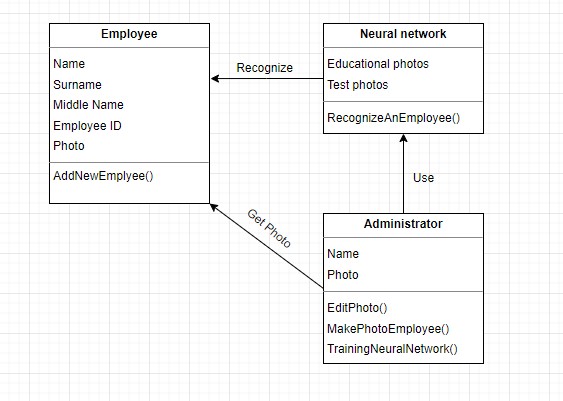 Employee
Name
Surname
Middle Name
Employee ID
Photo
AddNewEmplyee()
Recognize
Neural network
Educational photos
Test photos
RecognizeAnEmployee()
Use
Get Photo
Administrator
Name
Photo
EditPhoto()
MakePhotoEmployee()
TrainingNeuralNetwork()